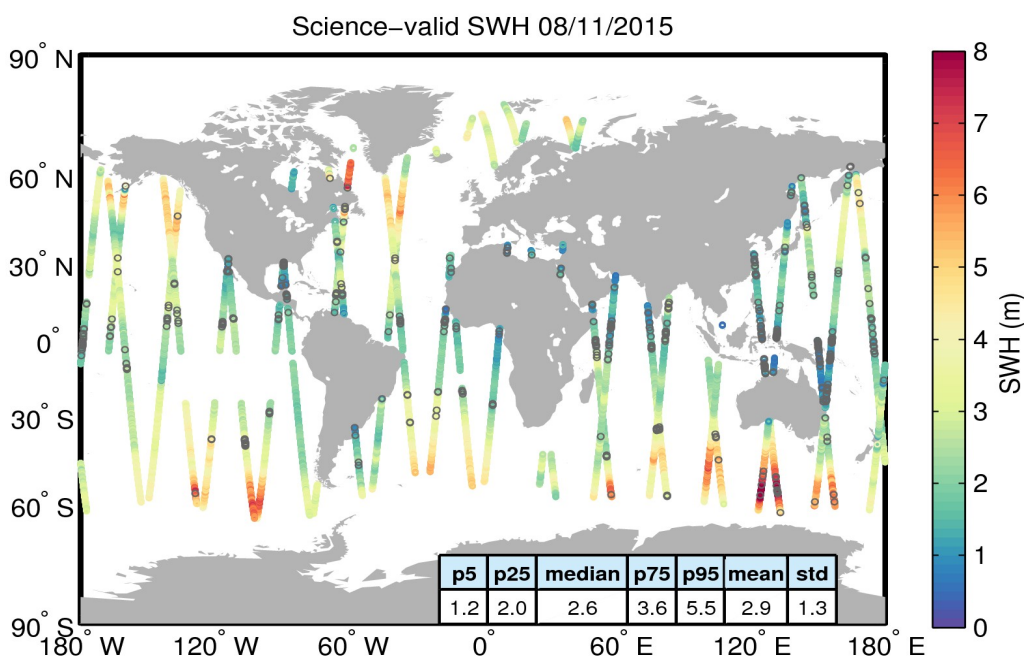 Science−valid SWH 08/11/2015
90° N
60° N
30° N
0°
30° S
60° S
90° S
180° W
120° W
60° W
0°
60° E
120° E
180° E
p5 p25 median p75 p95 mean std
1.2 2.0 2.6 3.6 5.5 2.9 1.3
8
7
6
5
4
3
2
1
0
SWH (m)